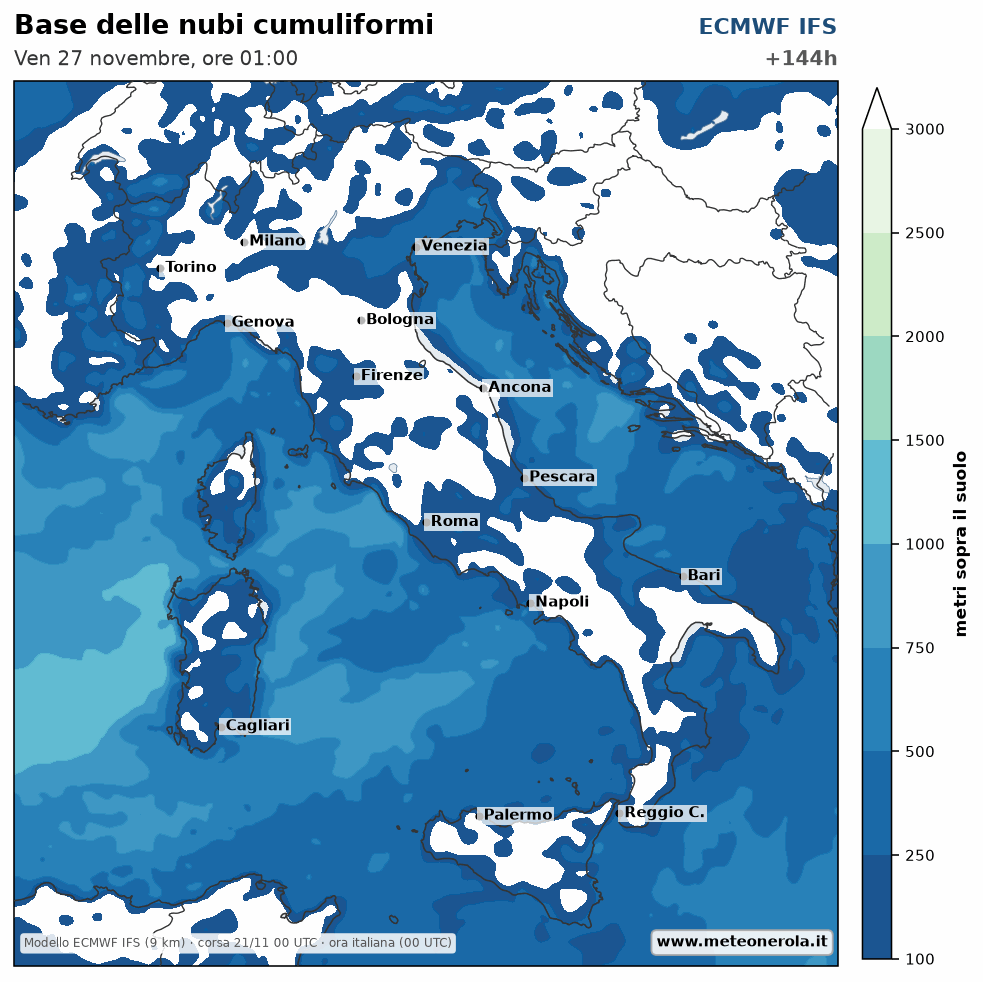 Base delle nubi cumuliformi
ECMWF IFS
Ven 27 novembre, ore 01:00
+144h
Milano
Venezia
Torino
Genova
Bologna
Firenze
Ancona
Pescara
Roma
Bari
Napoli
Cagliari
Palermo
Reggio C.
3000
2500
2000
1500
1000
750
500
250
100
metri sopra il suolo
Modello ECMWF IFS (9 km) · corsa 21/11 00 UTC · ora italiana (00 UTC)
www.meteonerola.it